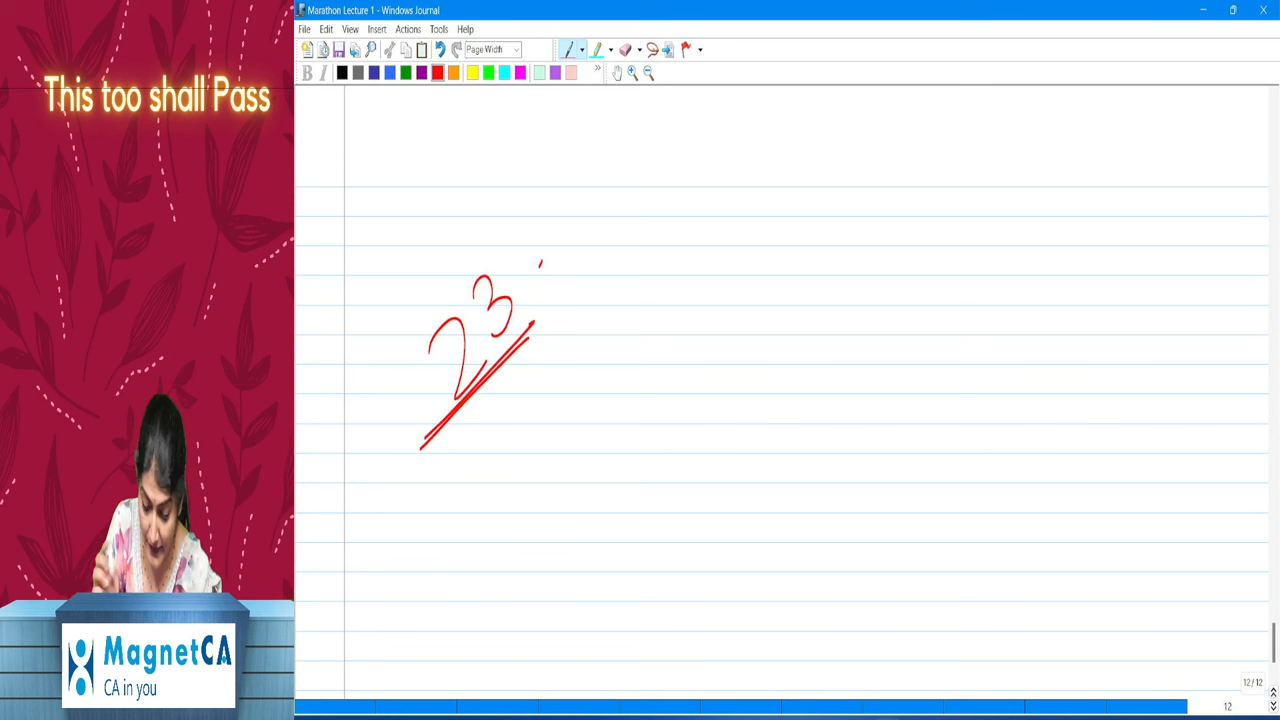 Marathon Lecture 1 - Windows Journal
File Edit View Insert Actions Tools Help
Page Width
B I
This too shall Pass
23
MagnetCA
CA in you
12 / 12
12